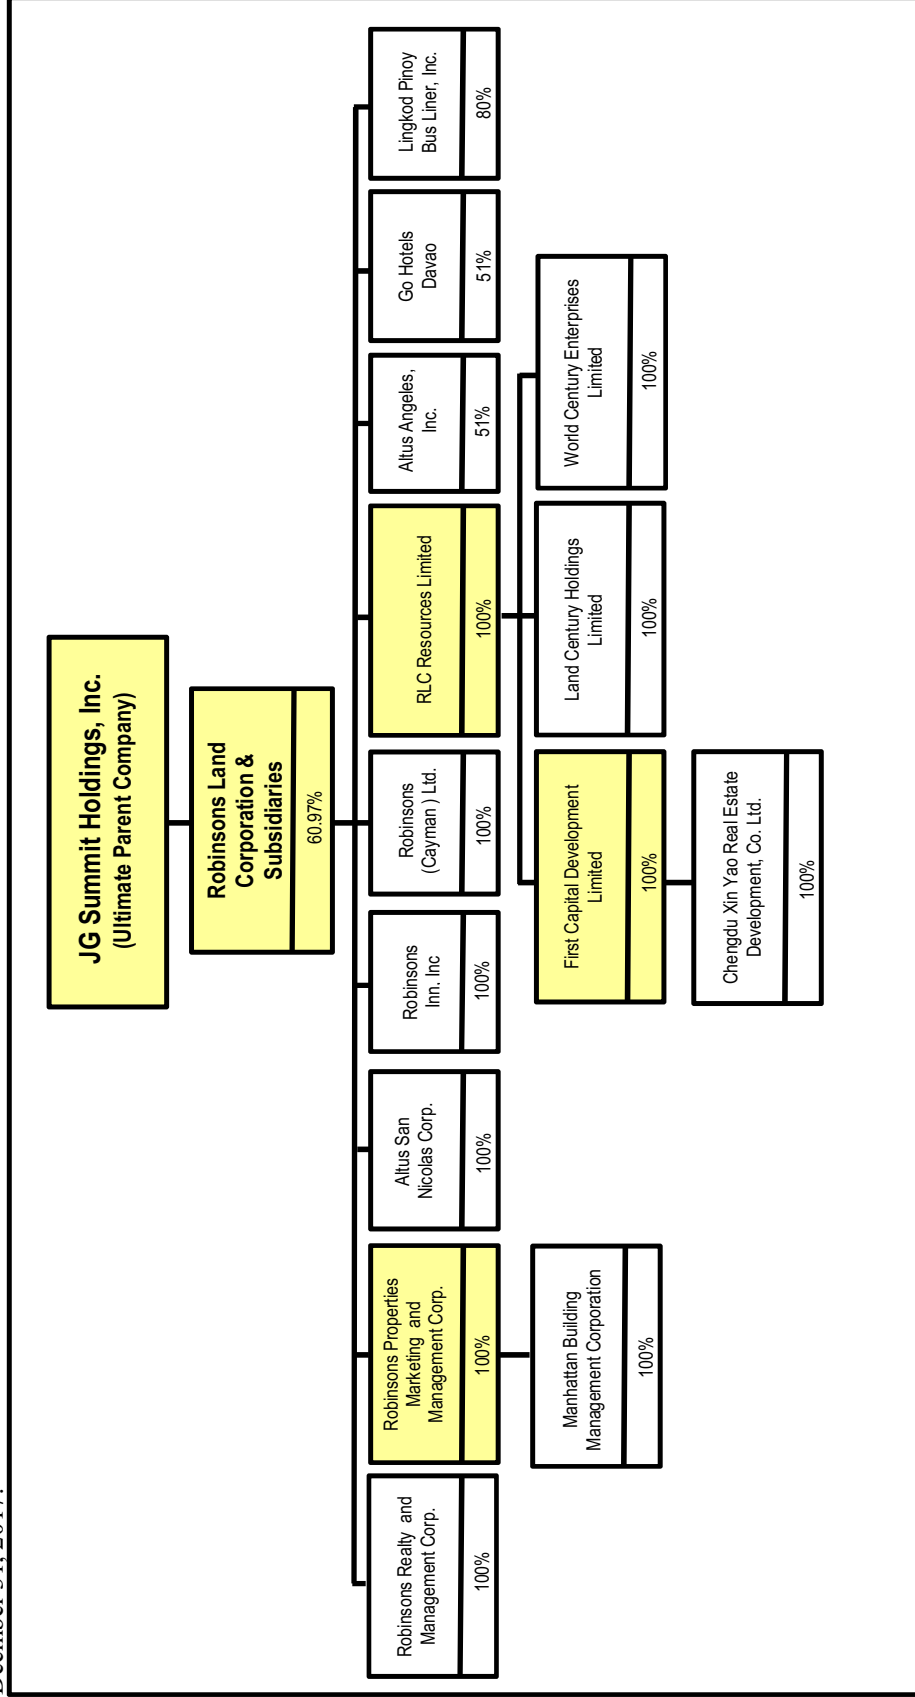 December 31, 2017.
JG Summit Holdings, Inc.
(Ultimate Parent Company)
Robinsons Land
Corporation &
Subsidiaries
60.97%
Robinsons Realty and
Management Corp.
100%
Robinsons Properties
Marketing and
Management Corp.
100%
Altus San
Nicolas Corp.
100%
Robinsons
Inn. Inc
100%
Robinsons
(Cayman ) Ltd.
100%
RLC Resources Limited
100%
Altus Angeles,
Inc.
51%
Go Hotels
Davao
51%
Lingkod Pinoy
Bus Liner, Inc.
80%
Manhattan Building
Management Corporation
100%
First Capital Development
Limited
100%
Land Century Holdings
Limited
100%
World Century Enterprises
Limited
100%
Chengdu Xin Yao Real Estate
Development, Co. Ltd.
100%